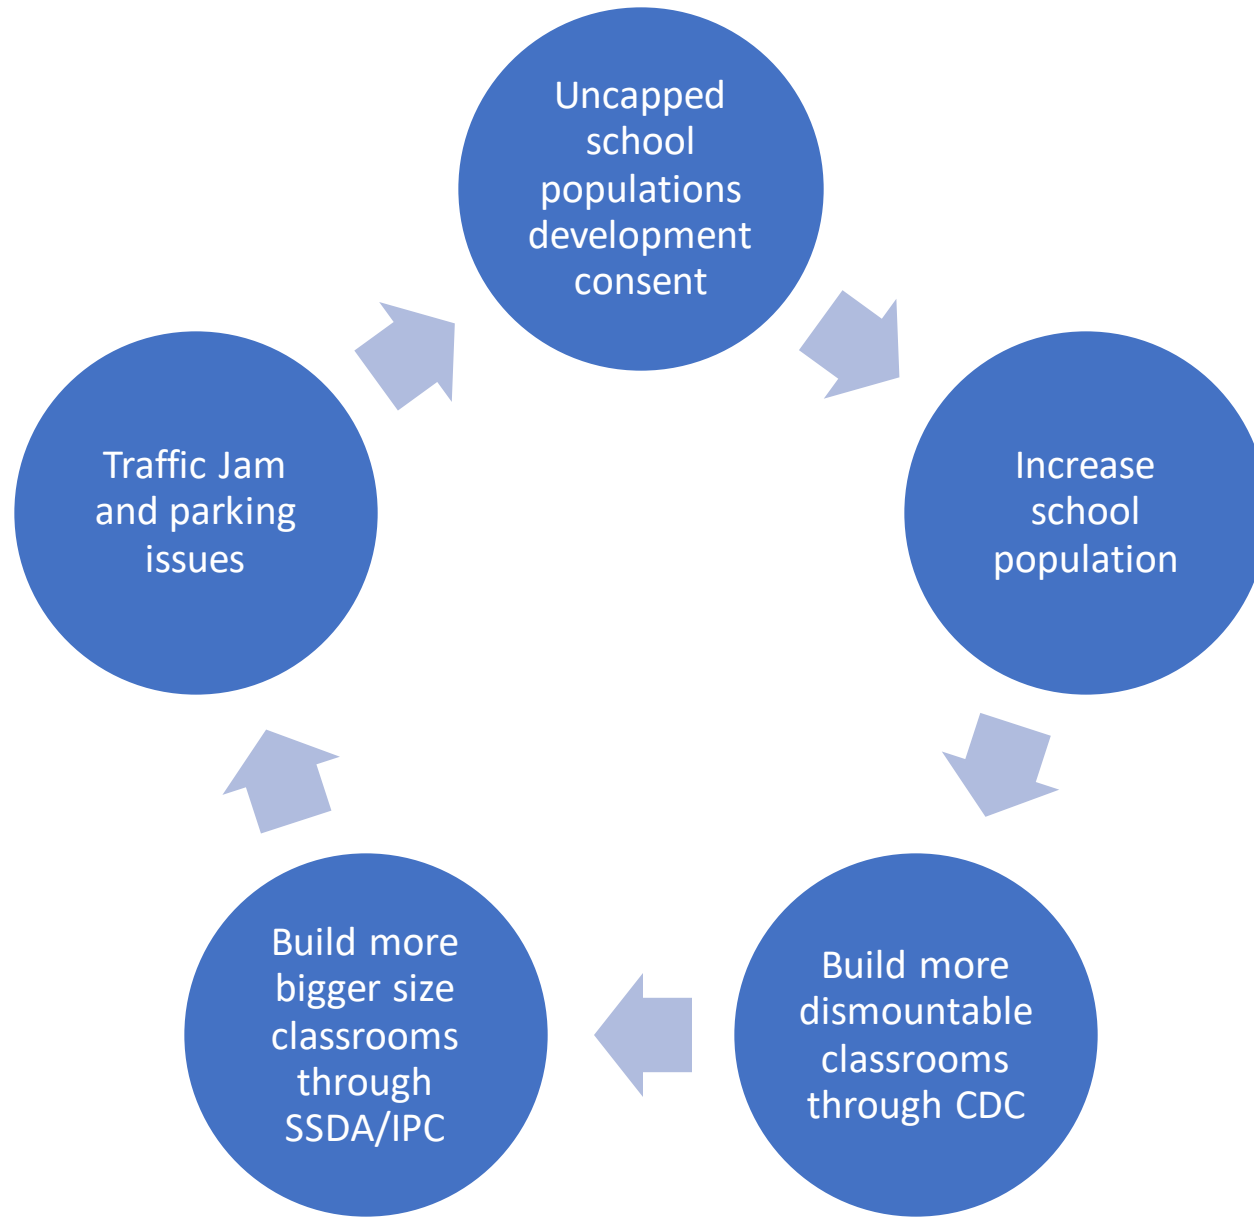 Uncapped
school
populations
development
consent
Increase
school
population
Build more
dismountable
classrooms
through CDC
Build more
bigger size
classrooms
through
SSDA/IPC
Traffic Jam
and parking
issues